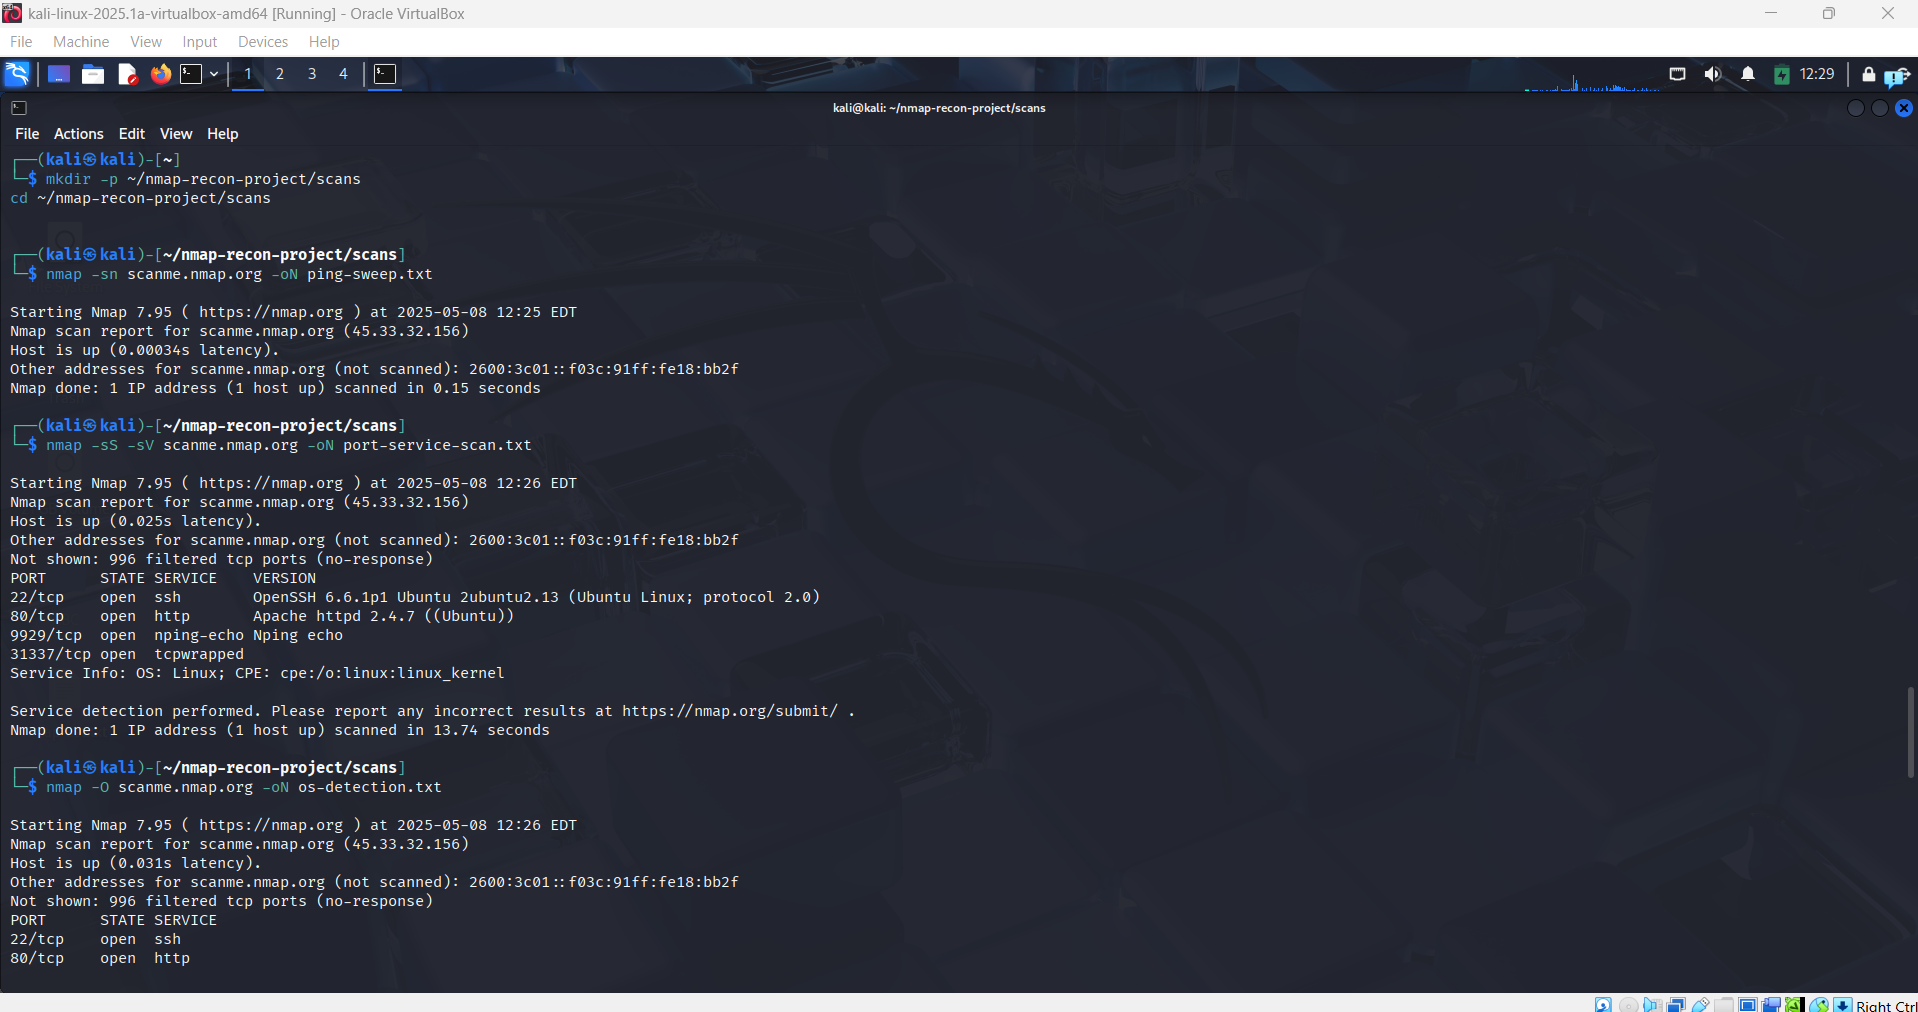 kali-linux-2025.1a-virtualbox-amd64 [Running] - Oracle VirtualBox
File Machine View Input Devices Help
1 2 3 4 12:29
kali@kali: ~/nmap-recon-project/scans
File Actions Edit View Help
┌──(kali㉿kali)-[~]
└─$ mkdir -p ~/nmap-recon-project/scans
cd ~/nmap-recon-project/scans
┌──(kali㉿kali)-[~/nmap-recon-project/scans]
└─$ nmap -sn scanme.nmap.org -oN ping-sweep.txt
Starting Nmap 7.95 ( https://nmap.org ) at 2025-05-08 12:25 EDT
Nmap scan report for scanme.nmap.org (45.33.32.156)
Host is up (0.00034s latency).
Other addresses for scanme.nmap.org (not scanned): 2600:3c01::f03c:91ff:fe18:bb2f
Nmap done: 1 IP address (1 host up) scanned in 0.15 seconds
┌──(kali㉿kali)-[~/nmap-recon-project/scans]
└─$ nmap -sS -sV scanme.nmap.org -oN port-service-scan.txt
Starting Nmap 7.95 ( https://nmap.org ) at 2025-05-08 12:26 EDT
Nmap scan report for scanme.nmap.org (45.33.32.156)
Host is up (0.025s latency).
Other addresses for scanme.nmap.org (not scanned): 2600:3c01::f03c:91ff:fe18:bb2f
Not shown: 996 filtered tcp ports (no-response)
PORT      STATE SERVICE    VERSION
22/tcp    open  ssh        OpenSSH 6.6.1p1 Ubuntu 2ubuntu2.13 (Ubuntu Linux; protocol 2.0)
80/tcp    open  http       Apache httpd 2.4.7 ((Ubuntu))
9929/tcp  open  nping-echo Nping echo
31337/tcp open  tcpwrapped
Service Info: OS: Linux; CPE: cpe:/o:linux:linux_kernel
Service detection performed. Please report any incorrect results at https://nmap.org/submit/ .
Nmap done: 1 IP address (1 host up) scanned in 13.74 seconds
┌──(kali㉿kali)-[~/nmap-recon-project/scans]
└─$ nmap -O scanme.nmap.org -oN os-detection.txt
Starting Nmap 7.95 ( https://nmap.org ) at 2025-05-08 12:26 EDT
Nmap scan report for scanme.nmap.org (45.33.32.156)
Host is up (0.031s latency).
Other addresses for scanme.nmap.org (not scanned): 2600:3c01::f03c:91ff:fe18:bb2f
Not shown: 996 filtered tcp ports (no-response)
PORT      STATE SERVICE
22/tcp    open  ssh
80/tcp    open  http
Right Ctrl